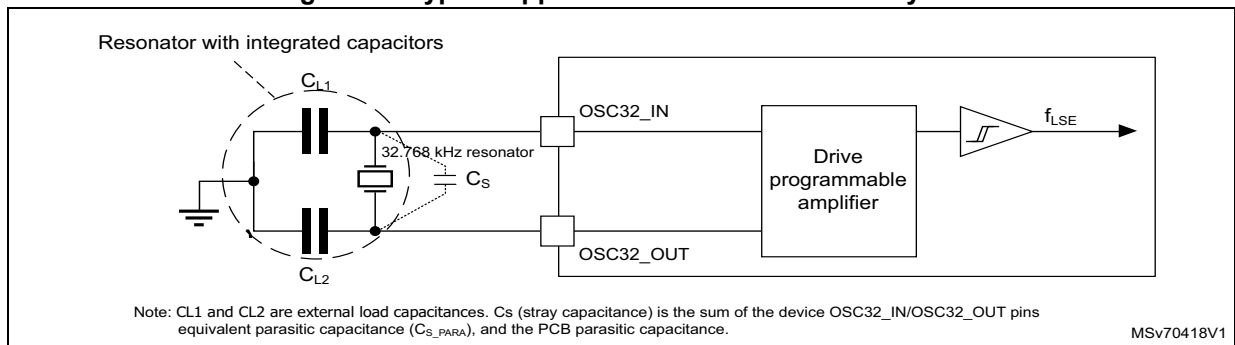 Resonator with integrated capacitors
CL1
OSC32_IN
32.768 kHz resonator
CS
Drive
programmable
amplifier
fLSE
OSC32_OUT
CL2
Note: CL1 and CL2 are external load capacitances. Cs (stray capacitance) is the sum of the device OSC32_IN/OSC32_OUT pins
equivalent parasitic capacitance (CS_PARA), and the PCB parasitic capacitance.
MSv70418V1